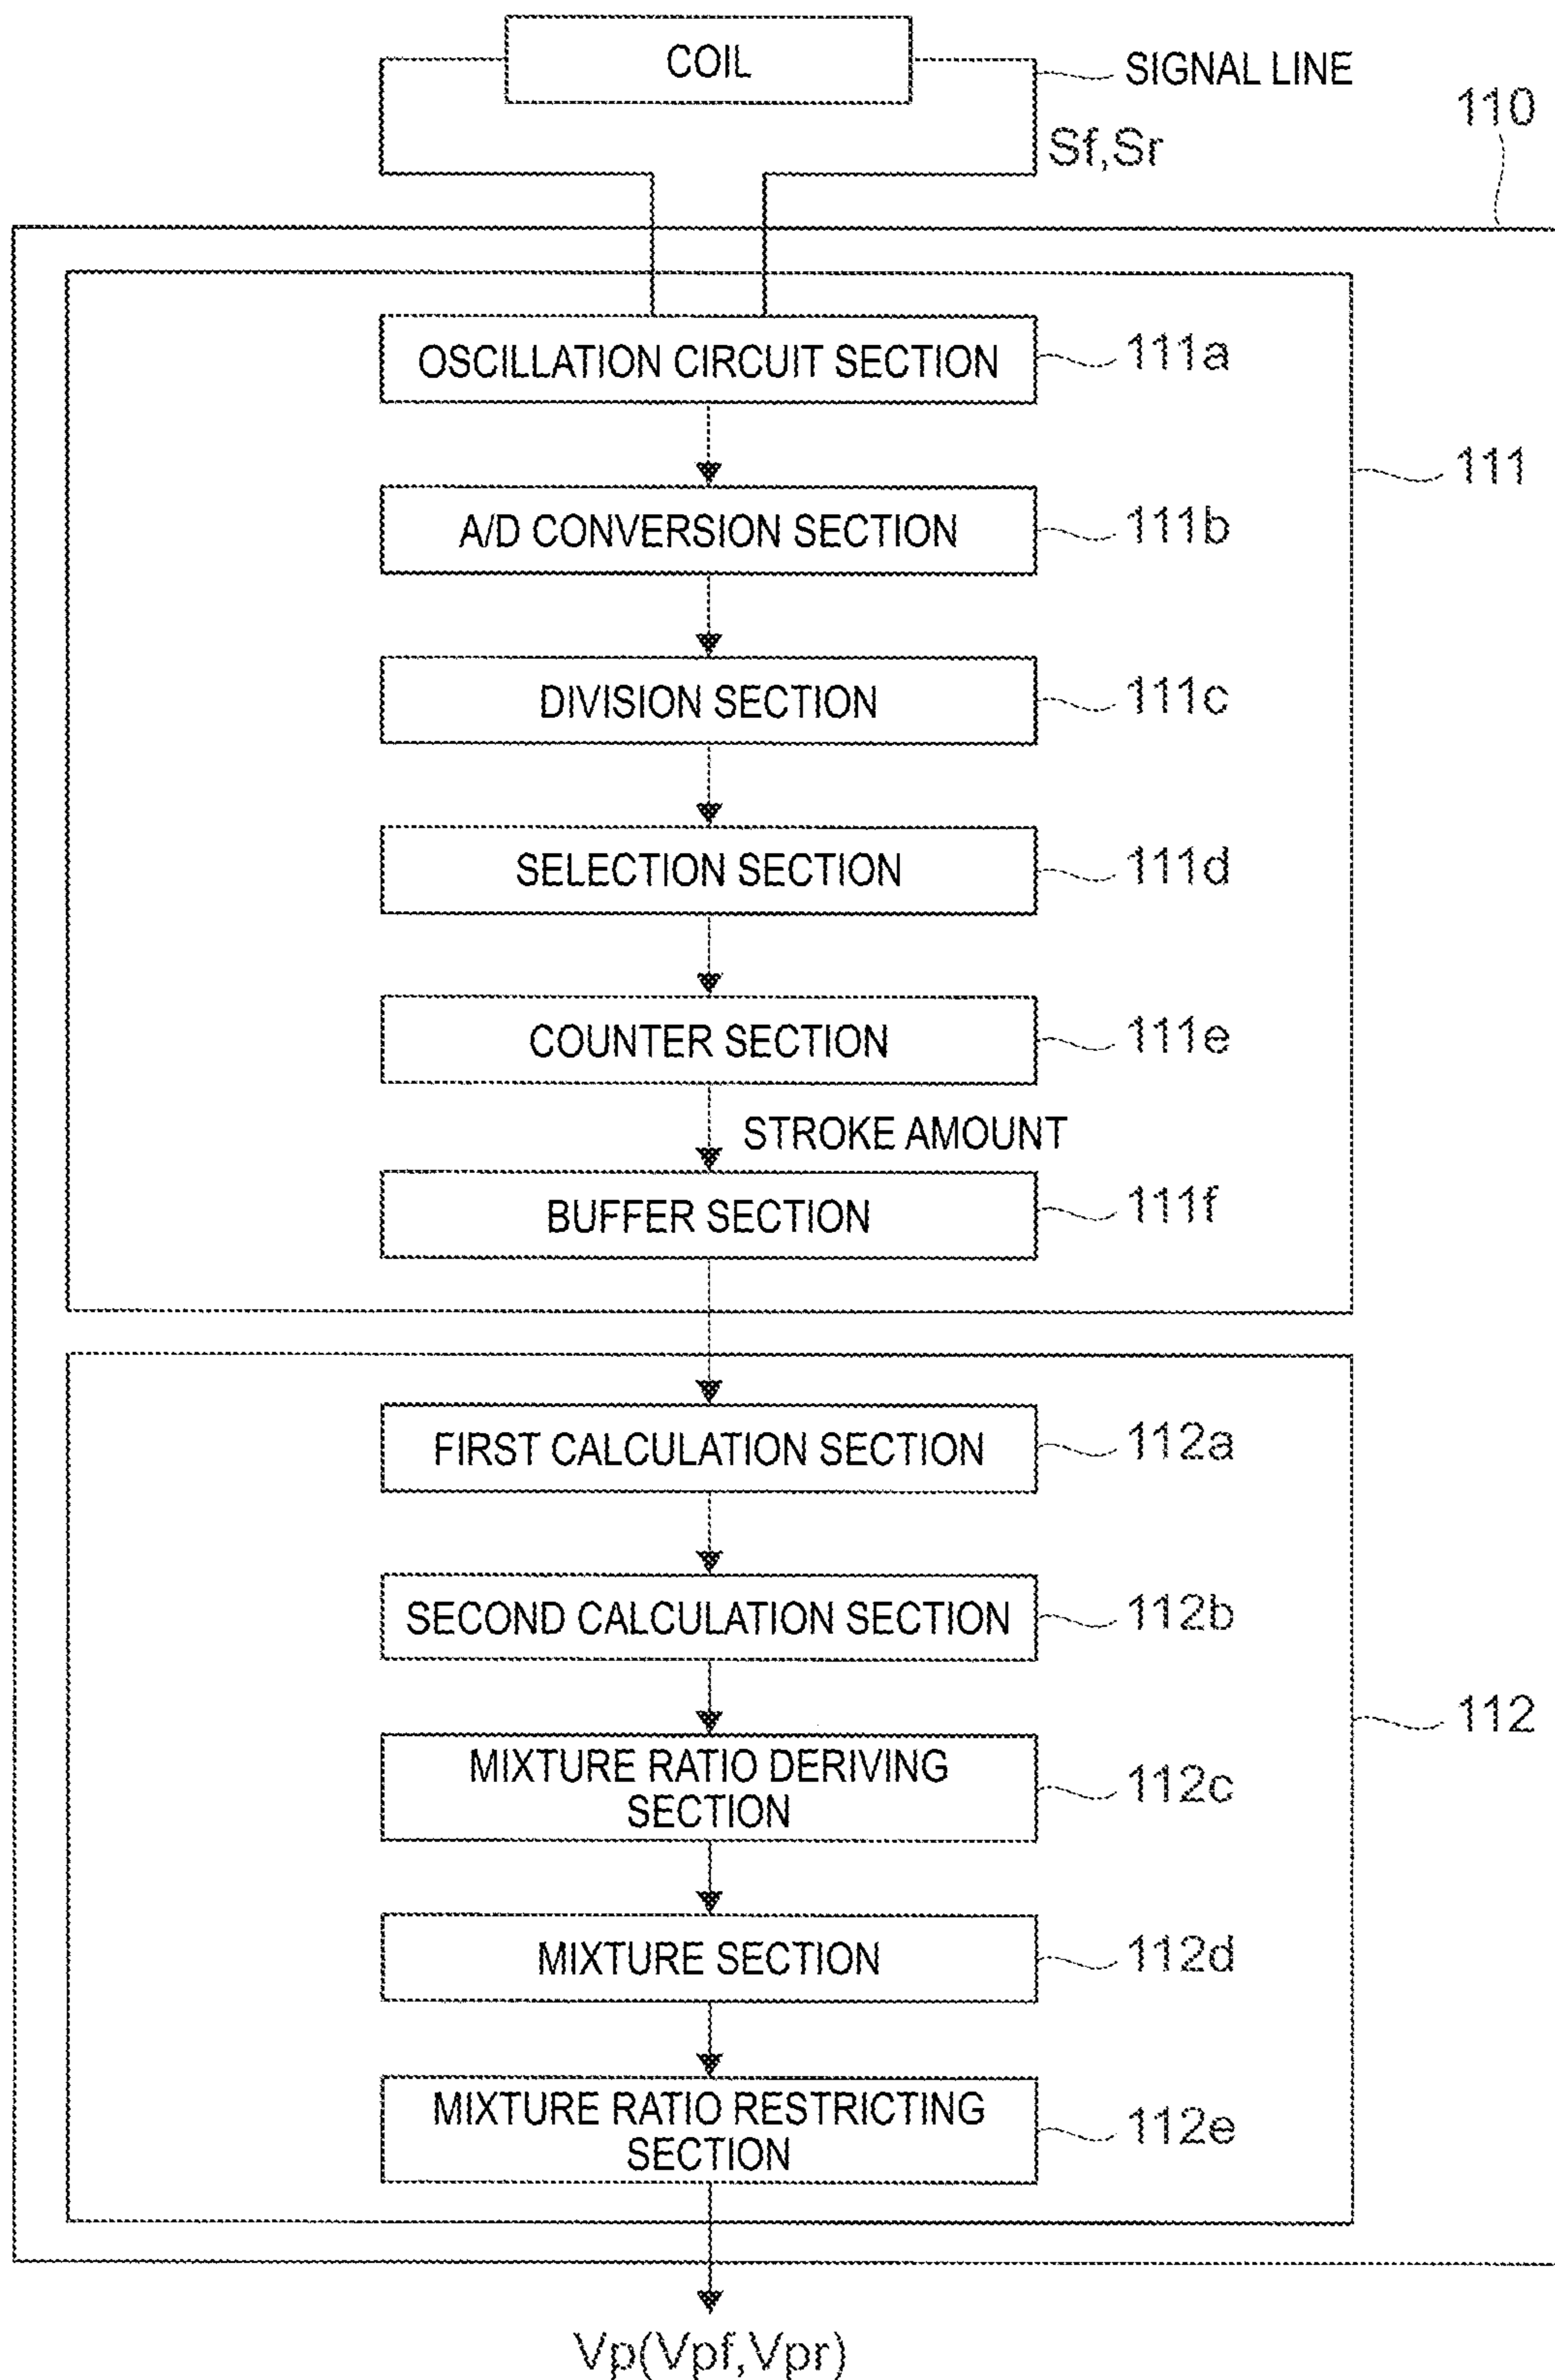 COIL
SIGNAL LINE
110
Sf,Sr
OSCILLATION CIRCUIT SECTION
111a
111
A/D CONVERSION SECTION
111b
DIVISION SECTION
111c
SELECTION SECTION
111d
COUNTER SECTION
111e
STROKE AMOUNT
BUFFER SECTION
111f
FIRST CALCULATION SECTION
112a
SECOND CALCULATION SECTION
112b
112
MIXTURE RATIO DERIVING
SECTION
112c
MIXTURE SECTION
112d
MIXTURE RATIO RESTRICTING
SECTION
112e
Vp(Vpf,Vpr)